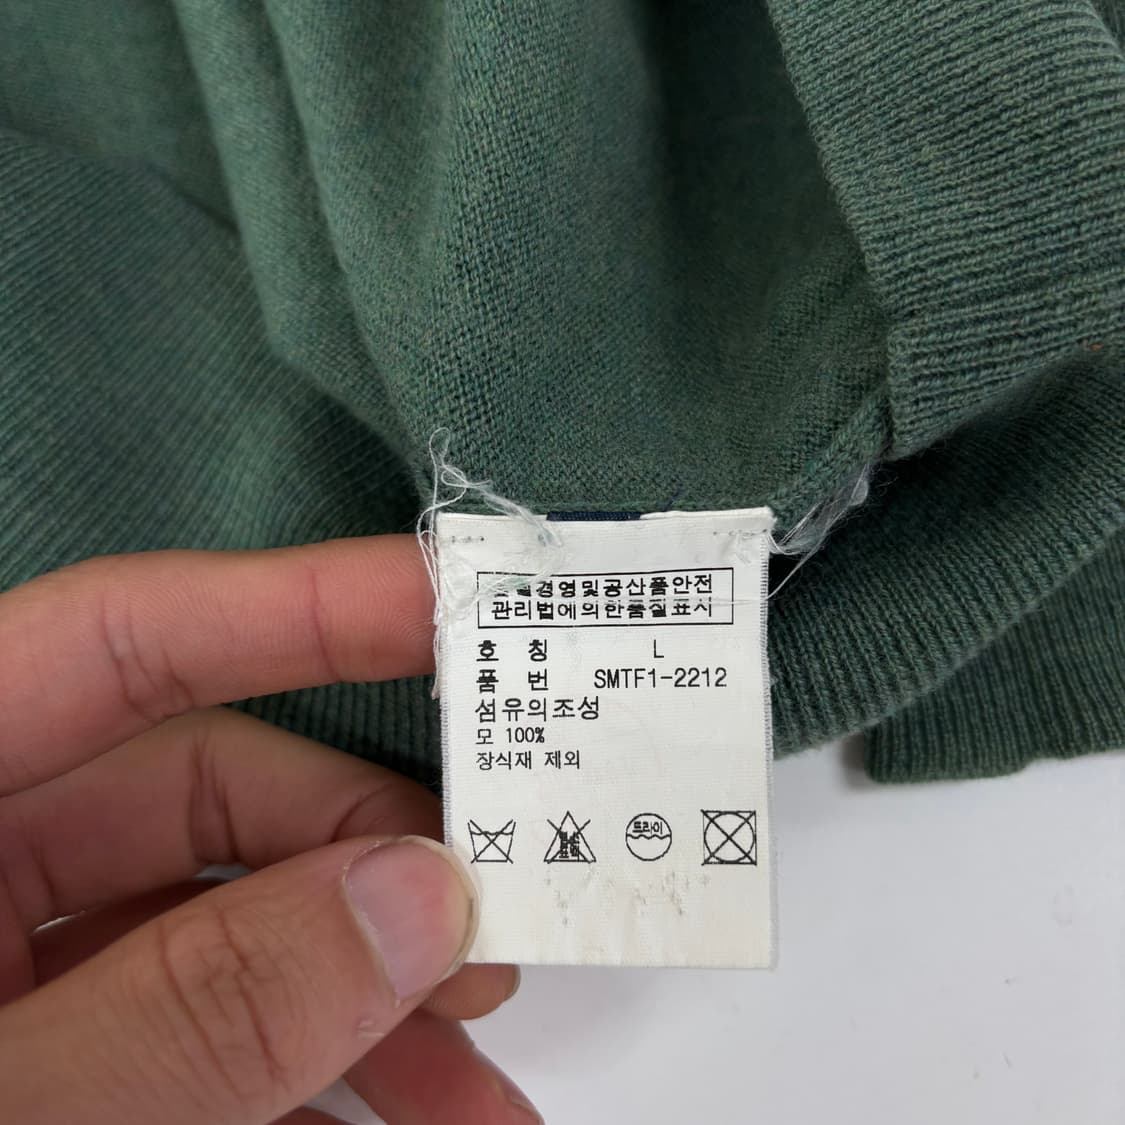 품질경영및공산품안전
관리법에의한품질표시
호 칭 L
품 번 SMTF1-2212
섬유의조성
모 100%
장식재 제외
드라이